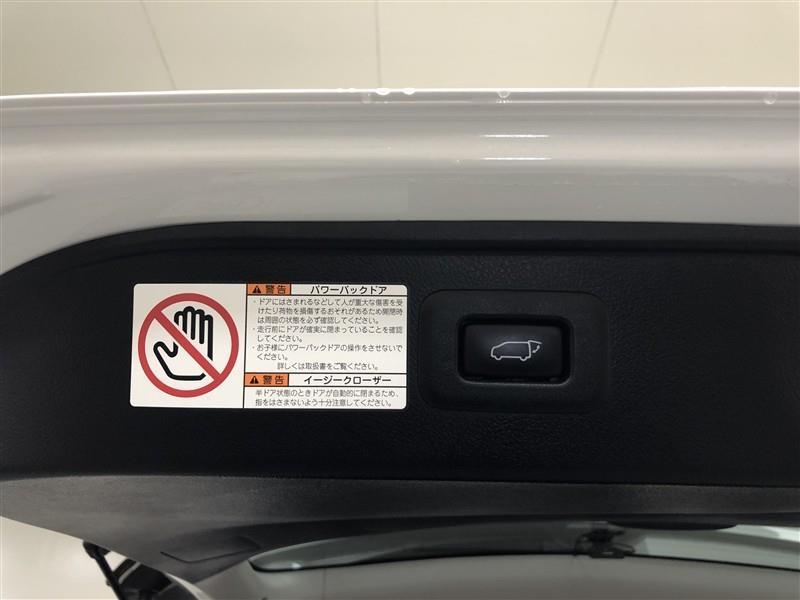 警告 パワーバックドア
・ドアにはさまれるなどして人が重大な傷害を受
けたり荷物を損傷するおそれがあるため開閉時
は周囲の状態を必ず確認してください。
・走行前にドアが確実に閉まっていることを確認
してください。
・お子様にパワーバックドアの操作をさせないで
ください。
詳しくは取扱書をご覧ください。
警告 イージークローザー
半ドア状態のときドアが自動的に閉まるため、
指をはさまないよう十分注意してください。